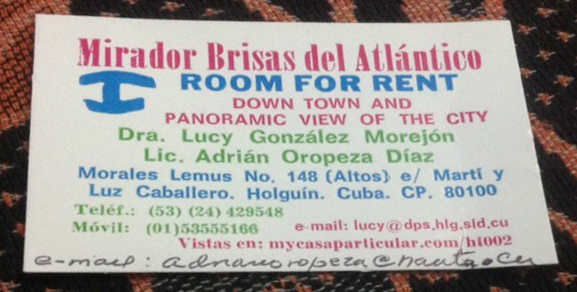 Mirador Brisas del Atlántico
ROOM FOR RENT
DOWN TOWN AND
PANORAMIC VIEW OF THE CITY
Dra. Lucy González Morejón
Lic. Adrián Oropeza Díaz
Morales Lemus No. 148 (Altos) e/ Martí y
Luz Caballero. Holguín. Cuba. CP. 80100
Teléf.: (53) (24) 429548
Móvil: (01)53555166
e-mail: lucy@dps.hlg.sld.cu
Vistas en: mycasaparticular.com/hl002
e-mail: adrianoropeza@nauta.cu